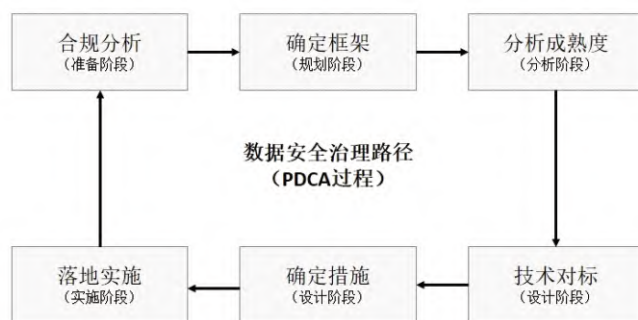 合规分析
（准备阶段）
确定框架
（规划阶段）
分析成熟度
（分析阶段）
数据安全治理路径
（PDCA过程）
落地实施
（实施阶段）
确定措施
（设计阶段）
技术对标
（设计阶段）